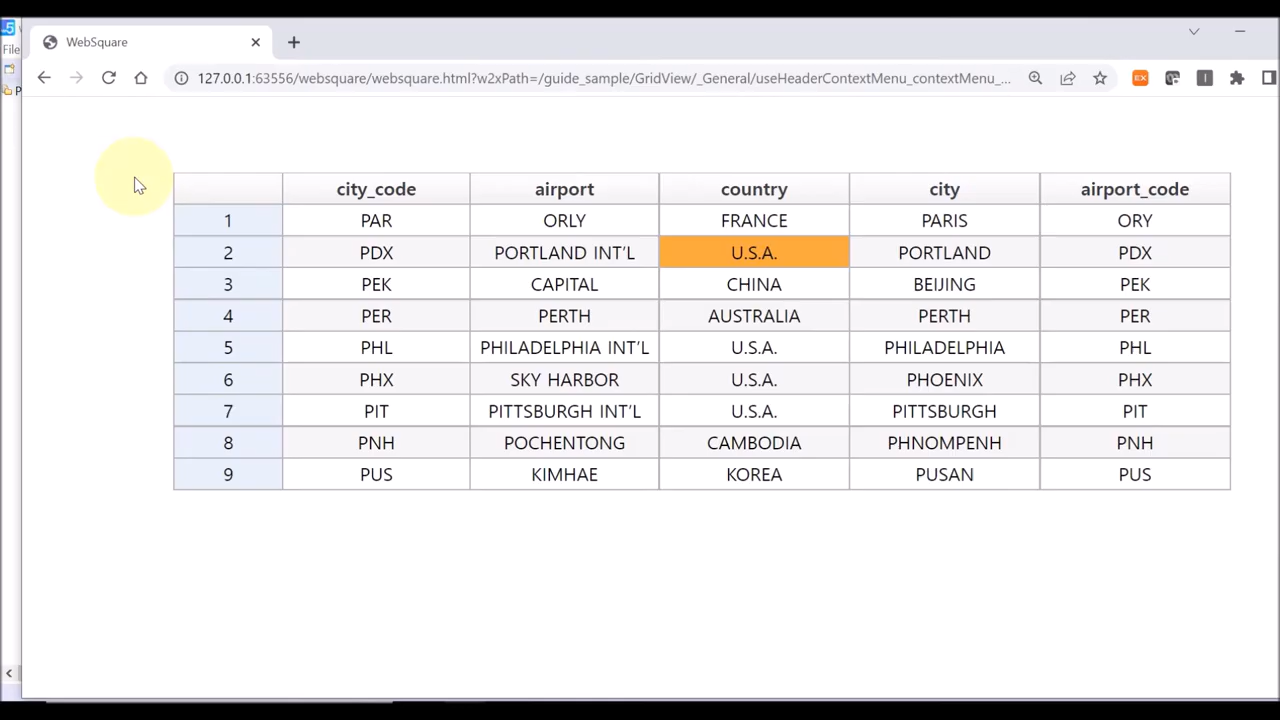 5
WebSquare
File
127.0.0.1:63556/websquare/websquare.html?w2xPath=/guide_sample/GridView/_General/useHeaderContextMenu_contextMenu_...
EX
P
city_code airport country city airport_code
1 PAR ORLY FRANCE PARIS ORY
2 PDX PORTLAND INT'L U.S.A. PORTLAND PDX
3 PEK CAPITAL CHINA BEIJING PEK
4 PER PERTH AUSTRALIA PERTH PER
5 PHL PHILADELPHIA INT'L U.S.A. PHILADELPHIA PHL
6 PHX SKY HARBOR U.S.A. PHOENIX PHX
7 PIT PITTSBURGH INT'L U.S.A. PITTSBURGH PIT
8 PNH POCHENTONG CAMBODIA PHNOMPENH PNH
9 PUS KIMHAE KOREA PUSAN PUS